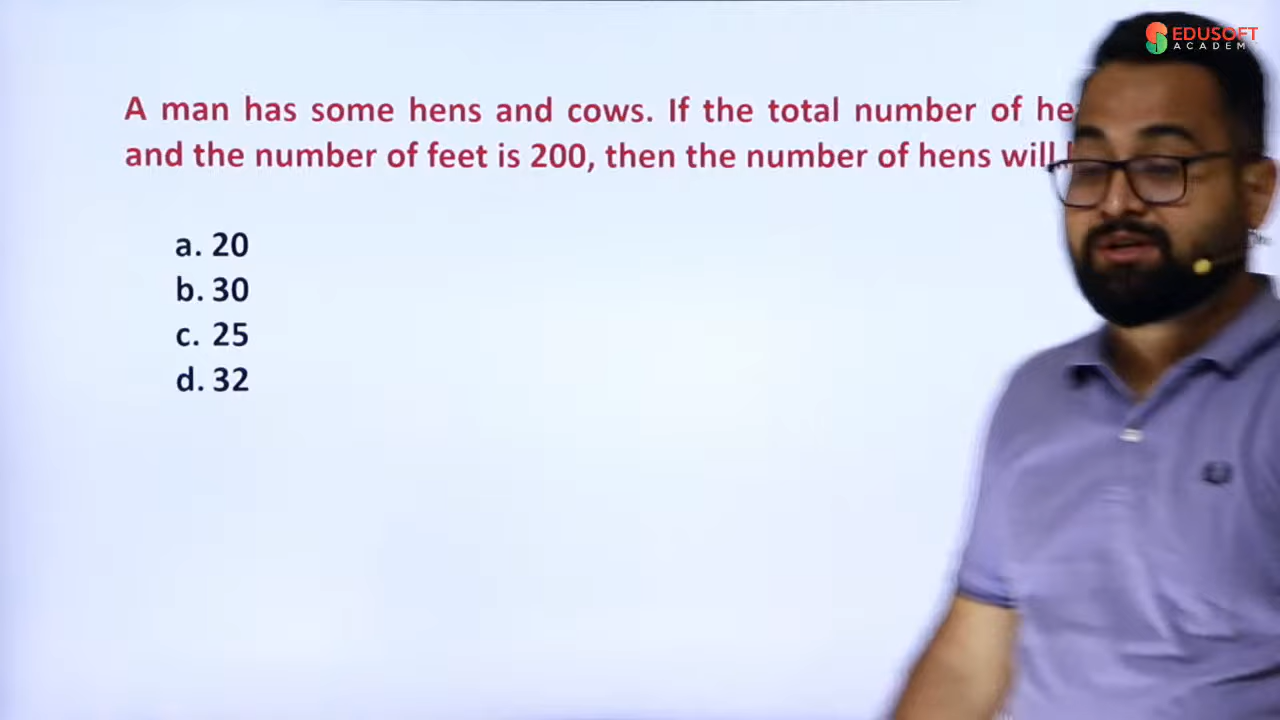 EDUSOFT
ACADEM
A man has some hens and cows. If the total number of
and the number of feet is 200, then the number of hens will
a. 20
b. 30
c. 25
d. 32